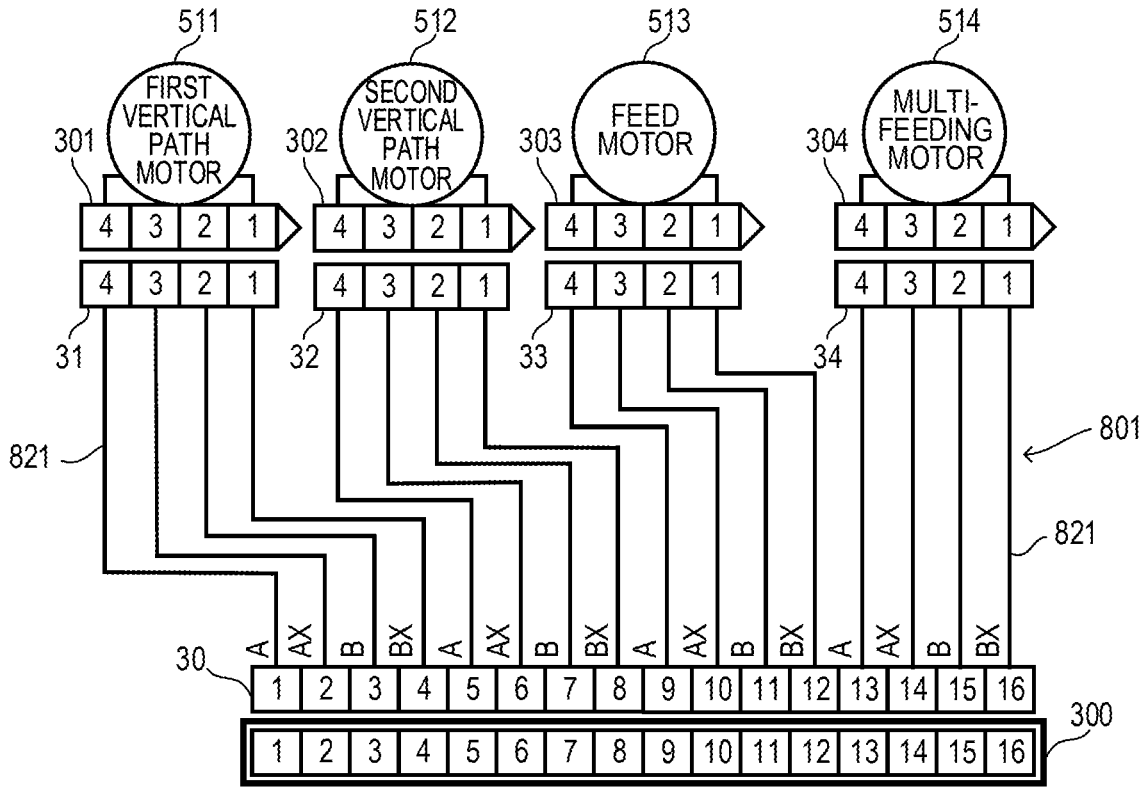 511
512
513
514
FIRST
VERTICAL
PATH
MOTOR
SECOND
VERTICAL
PATH
MOTOR
FEED
MOTOR
MULTI-
FEEDING
MOTOR
301
302
303
304
4 3 2 1
4 3 2 1
4 3 2 1
4 3 2 1
4 3 2 1
4 3 2 1
4 3 2 1
4 3 2 1
31
32
33
34
821
801
821
A AX B BX A AX B BX A AX B BX A AX B BX
30
1 2 3 4 5 6 7 8 9 10 11 12 13 14 15 16
300
1 2 3 4 5 6 7 8 9 10 11 12 13 14 15 16